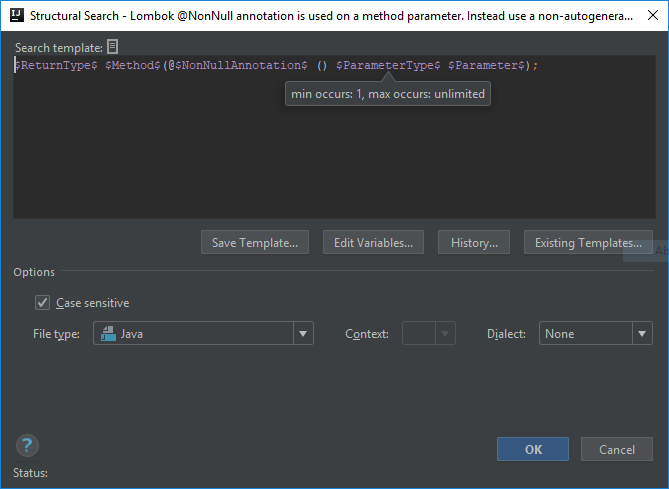 Structural Search - Lombok @NonNull annotation is used on a method parameter. Instead use a non-autogenera...
Search template:
$ReturnType$ $Method$(@$NonNullAnnotation$ () $ParameterType$ $Parameter$);
min occurs: 1, max occurs: unlimited
Save Template... Edit Variables... History... Existing Templates...
Options
Case sensitive
File type: Java Context: Dialect: None
? OK Cancel
Status: